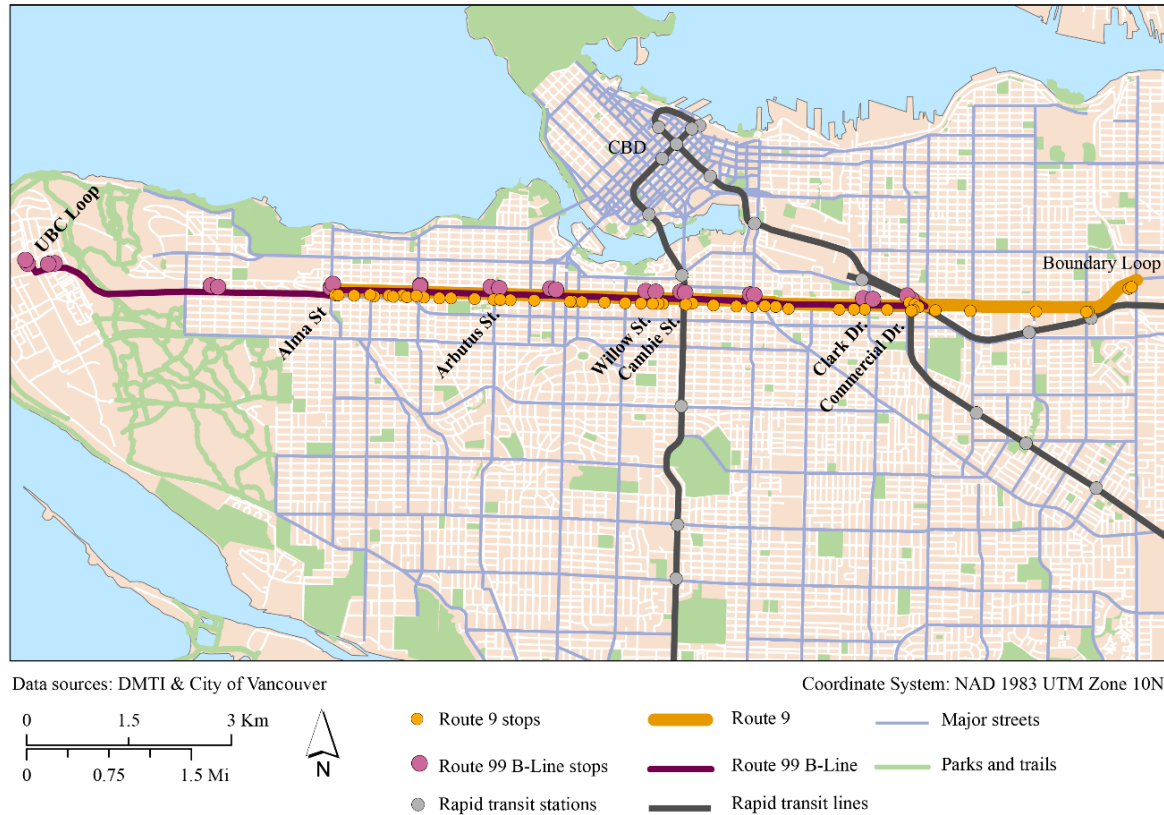 CBD
UBC Loop
Boundary Loop
Alma St
Arbutus St.
Willow St.
Cambie St.
Clark Dr.
Commercial Dr.
Data sources: DMTI & City of Vancouver
Coordinate System: NAD 1983 UTM Zone 10N
0 1.5 3 Km
0 0.75 1.5 Mi
N
Route 9 stops
Route 9
Major streets
Route 99 B-Line stops
Route 99 B-Line
Parks and trails
Rapid transit stations
Rapid transit lines